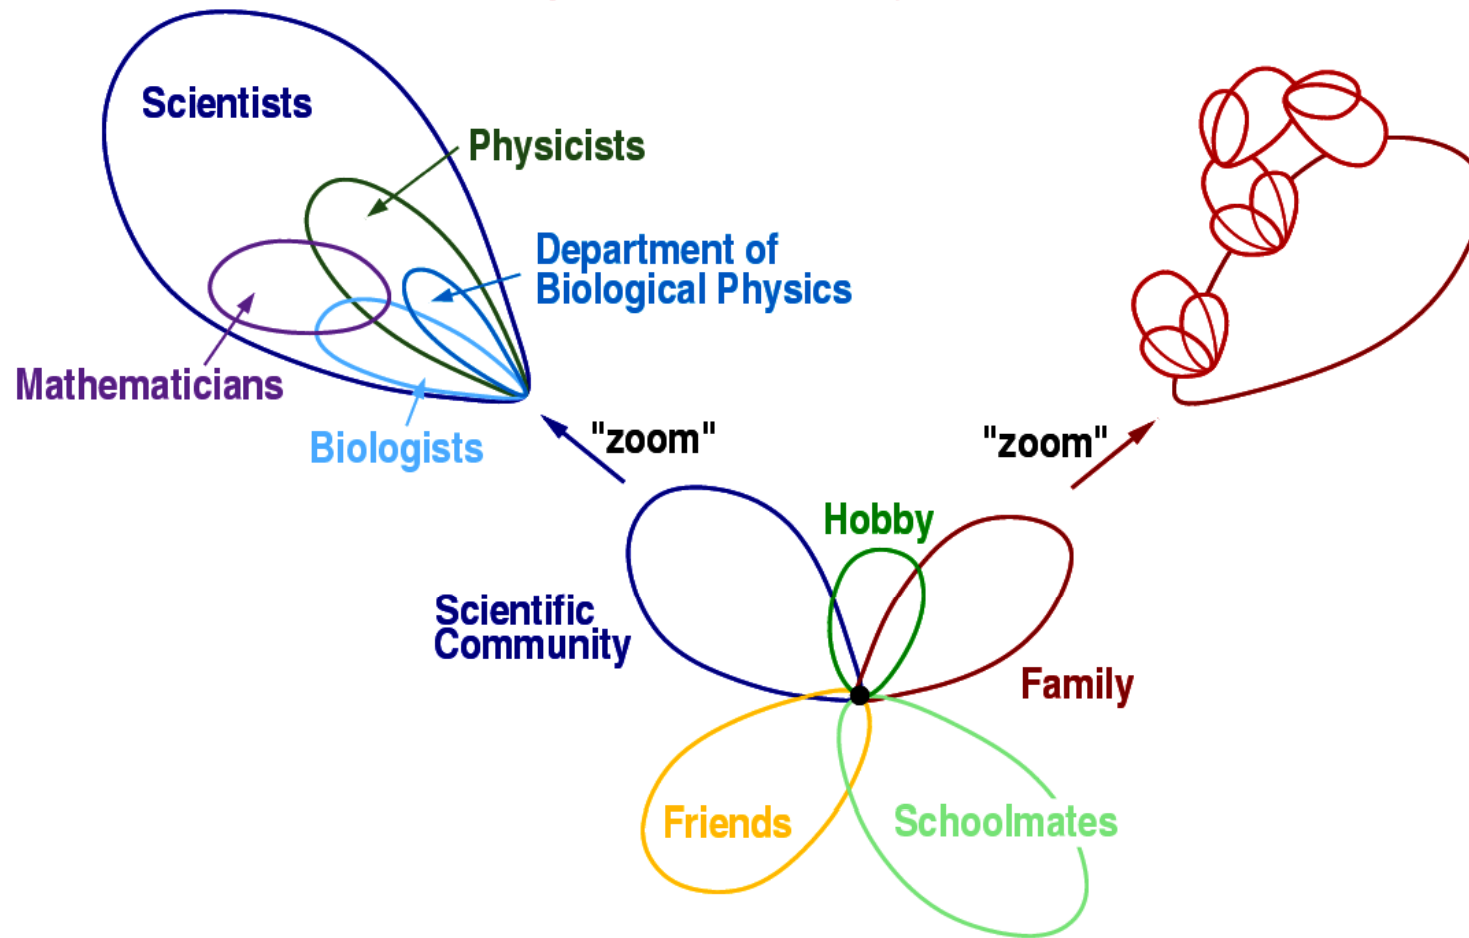 Scientists
Physicists
Department of
Biological Physics
Mathematicians
Biologists
"zoom"
"zoom"
Hobby
Scientific
Community
Family
Friends
Schoolmates